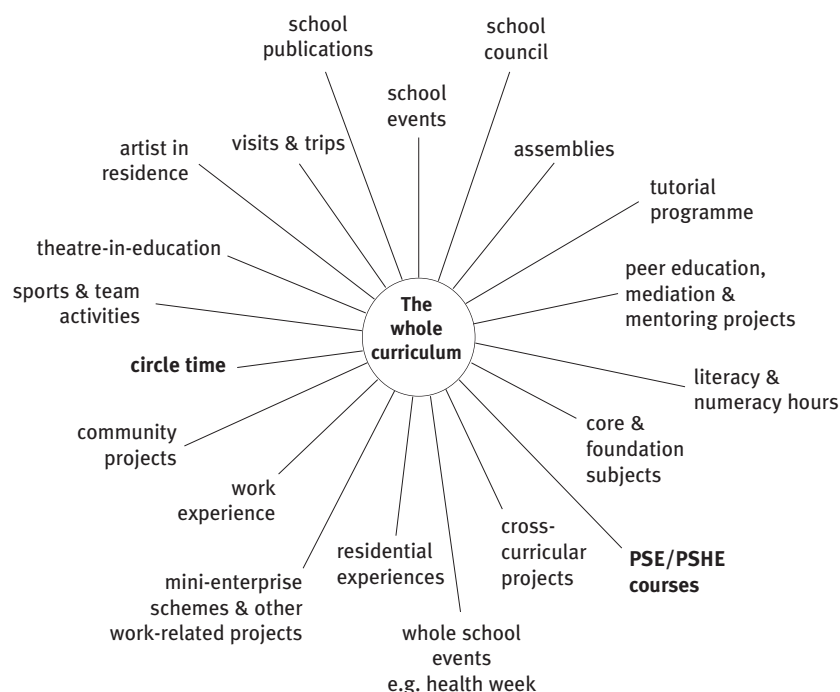 school
publications
school
council
school
events
visits & trips
artist in
residence
assemblies
tutorial
programme
theatre-in-education
peer education,
mediation &
mentoring projects
sports & team
activities
The
whole
curriculum
circle time
literacy &
numeracy hours
community
projects
core &
foundation
subjects
work
experience
cross-
curricular
projects
PSE/PSHE
courses
residential
experiences
mini-enterprise
schemes & other
work-related projects
whole school
events
e.g. health week